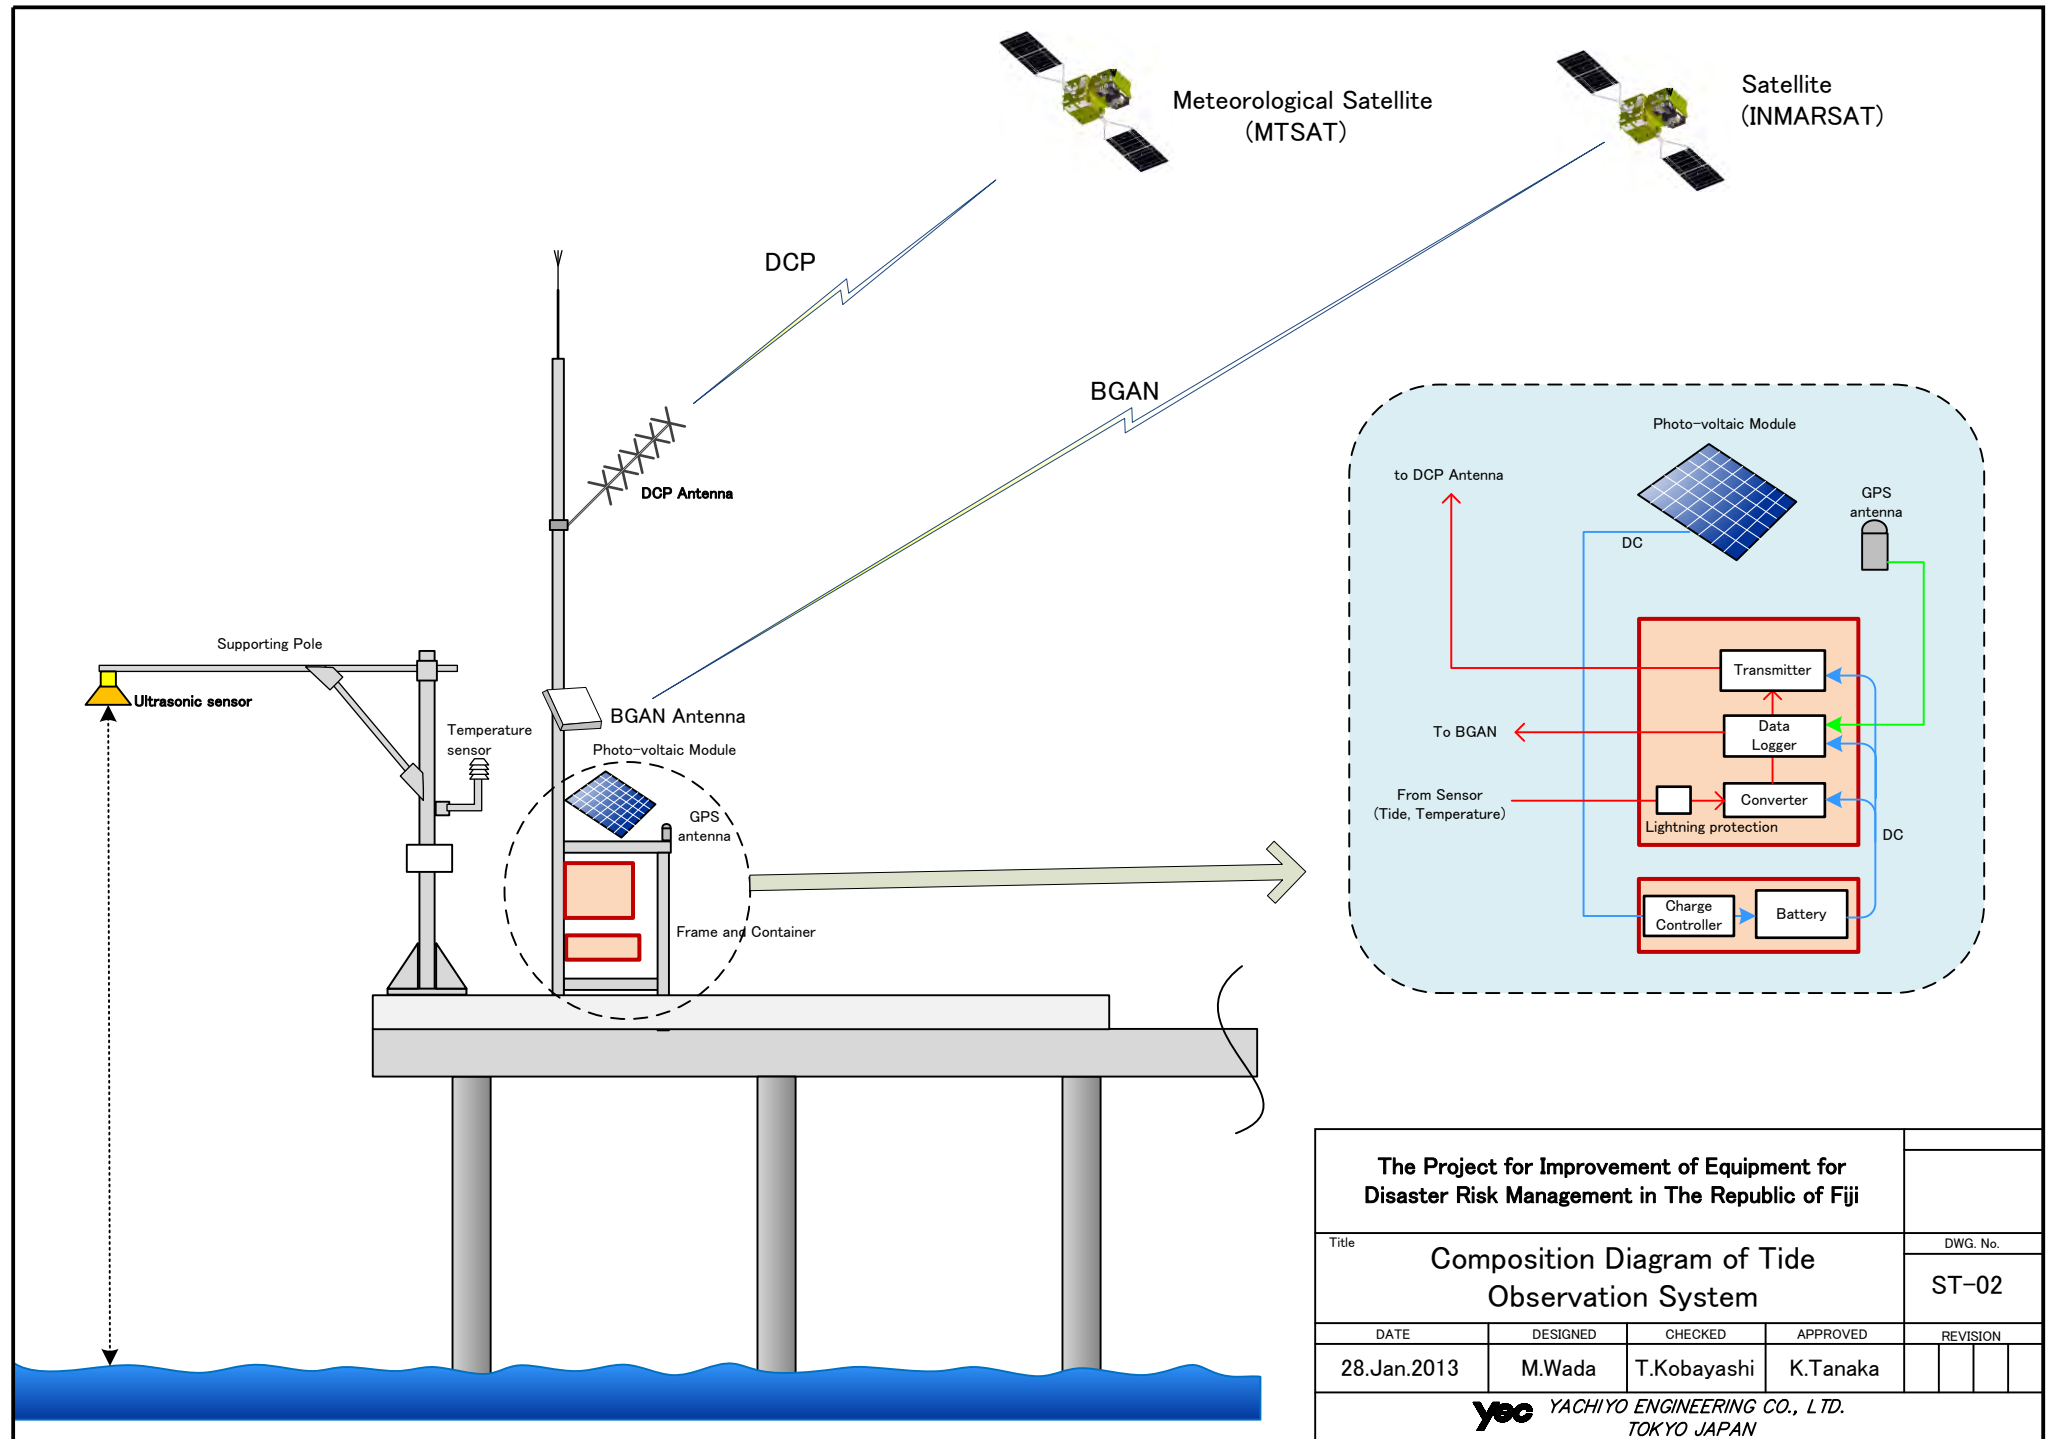 Meteorological Satellite
(MTSAT)
Satellite
(INMARSAT)
DCP
BGAN
DCP Antenna
Supporting Pole
Ultrasonic sensor
Temperature
sensor
BGAN Antenna
Photo-voltaic Module
GPS
antenna
Frame and Container
Photo-voltaic Module
to DCP Antenna
GPS
antenna
DC
Transmitter
To BGAN
Data
Logger
From Sensor
(Tide, Temperature)
Converter
Lightning protection
DC
Charge
Controller
Battery
The Project for Improvement of Equipment for
Disaster Risk Management in The Republic of Fiji
Title
Composition Diagram of Tide
Observation System
DWG. No.
ST-02
DATE
DESIGNED
CHECKED
APPROVED
REVISION
28.Jan.2013
M.Wada
T.Kobayashi
K.Tanaka
yec YACHIYO ENGINEERING CO., LTD.
TOKYO JAPAN